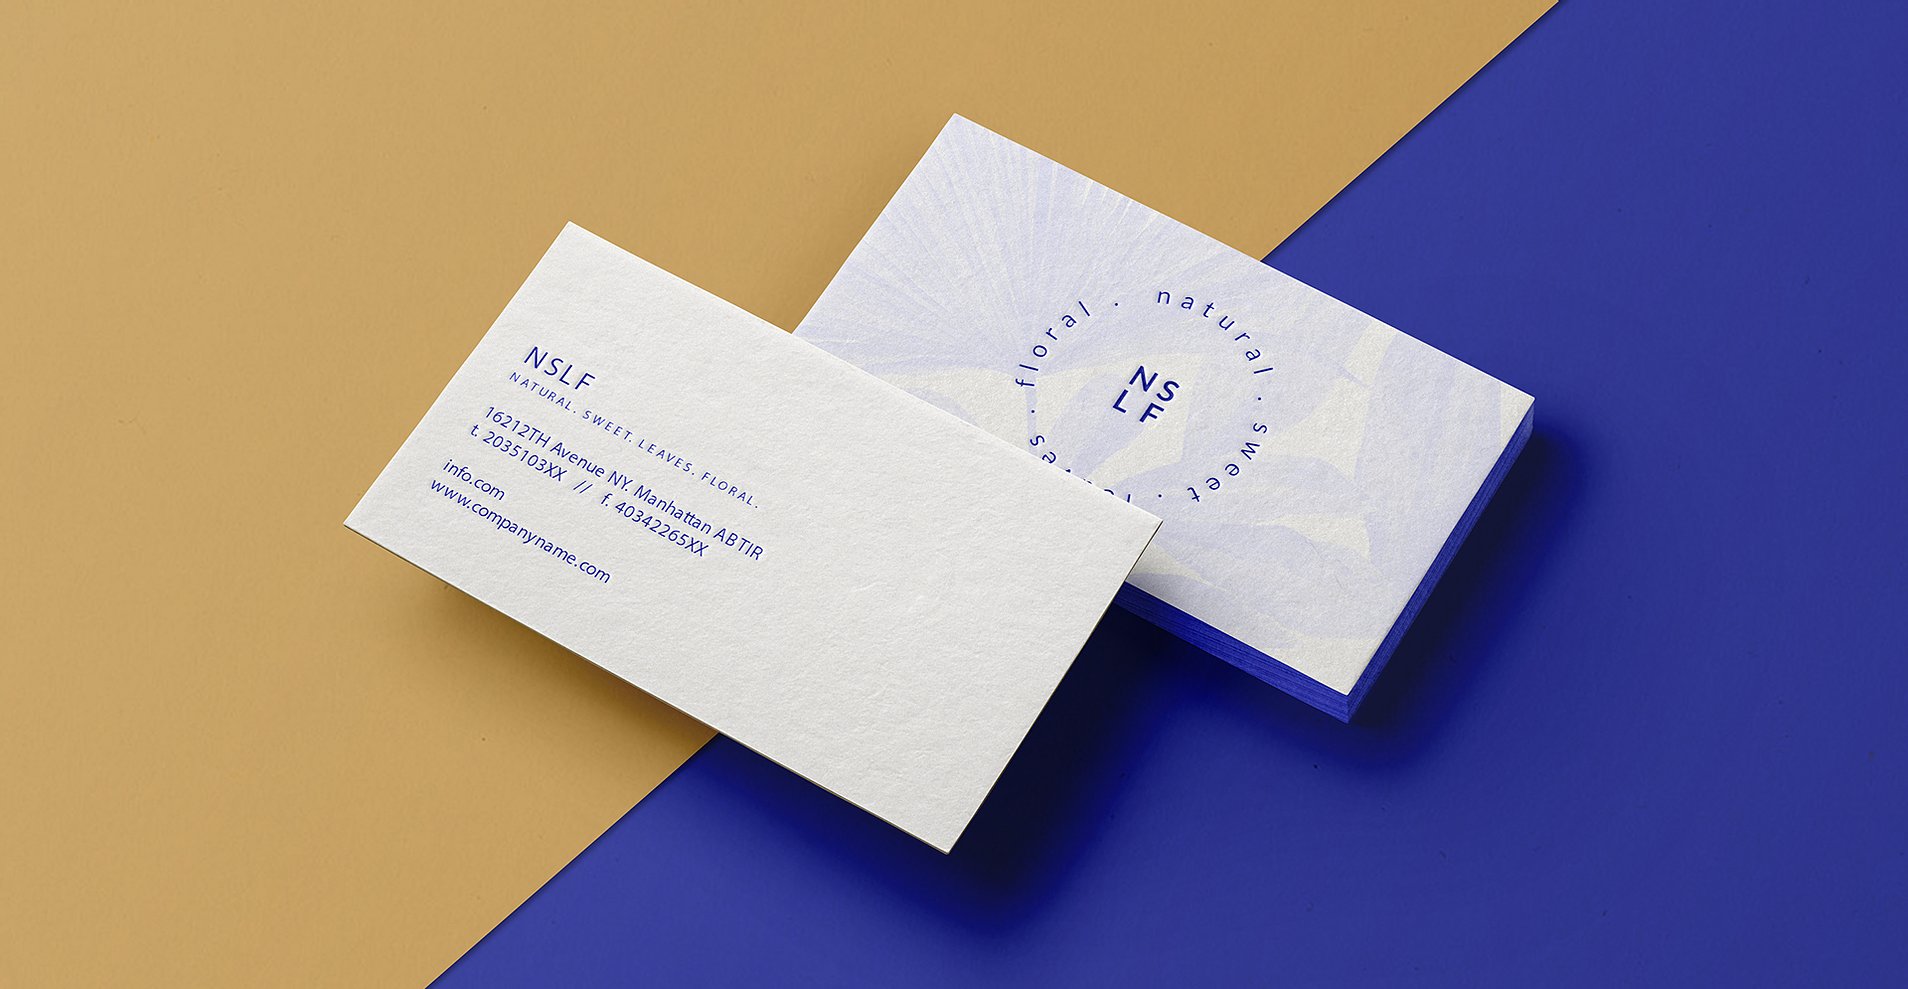 NSLF
NATURAL. SWEET. LEAVES. FLORAL.
16212TH Avenue NY. Manhattan ABTIR
t. 2035103XX // f. 40342265XX
info.com
www.companyname.com
natural . sweet . leaves . floral .
NS
LF